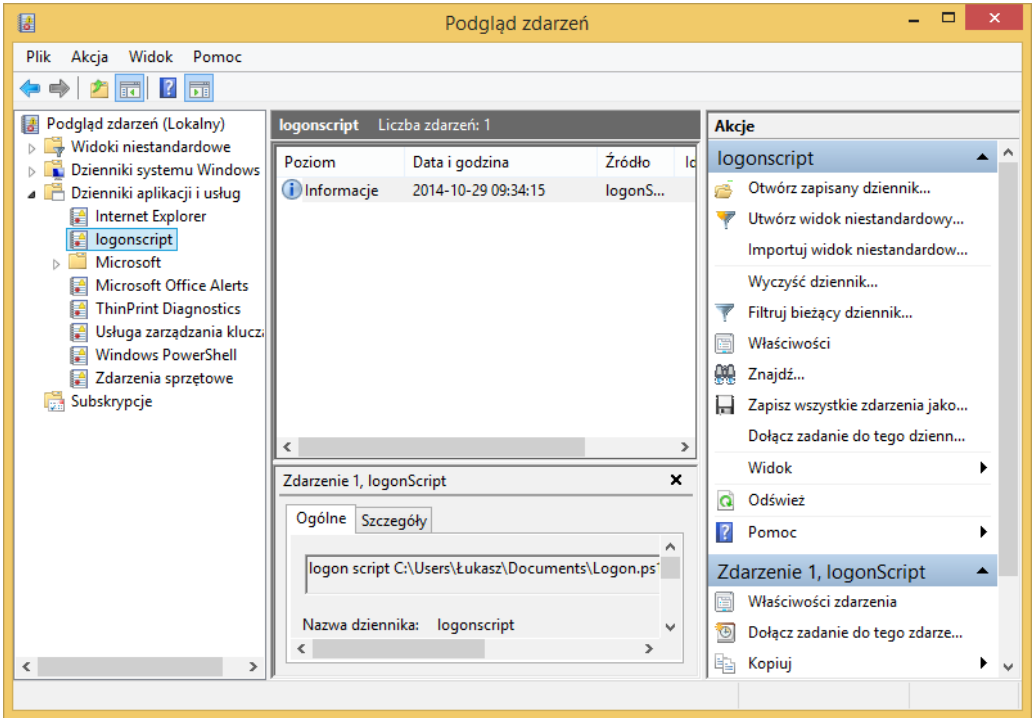 Podgląd zdarzeń
Plik Akcja Widok Pomoc
Podgląd zdarzeń (Lokalny)
Widoki niestandardowe
Dzienniki systemu Windows
Dzienniki aplikacji i usług
Internet Explorer
logonscript
Microsoft
Microsoft Office Alerts
ThinPrint Diagnostics
Usługa zarządzania klucza
Windows PowerShell
Zdarzenia sprzętowe
Subskrypcje
logonscript Liczba zdarzeń: 1
Poziom Data i godzina Źródło Id
Informacje 2014-10-29 09:34:15 logonS...
Zdarzenie 1, logonScript
Ogólne Szczegóły
logon script C:\Users\Łukasz\Documents\Logon.ps1
Nazwa dziennika: logonscript
Akcje
logonscript
Otwórz zapisany dziennik...
Utwórz widok niestandardowy...
Importuj widok niestandardow...
Wyczyść dziennik...
Filtruj bieżący dziennik...
Właściwości
Znajdź...
Zapisz wszystkie zdarzenia jako...
Dołącz zadanie do tego dzienn...
Widok
Odśwież
Pomoc
Zdarzenie 1, logonScript
Właściwości zdarzenia
Dołącz zadanie do tego zdarze...
Kopiuj